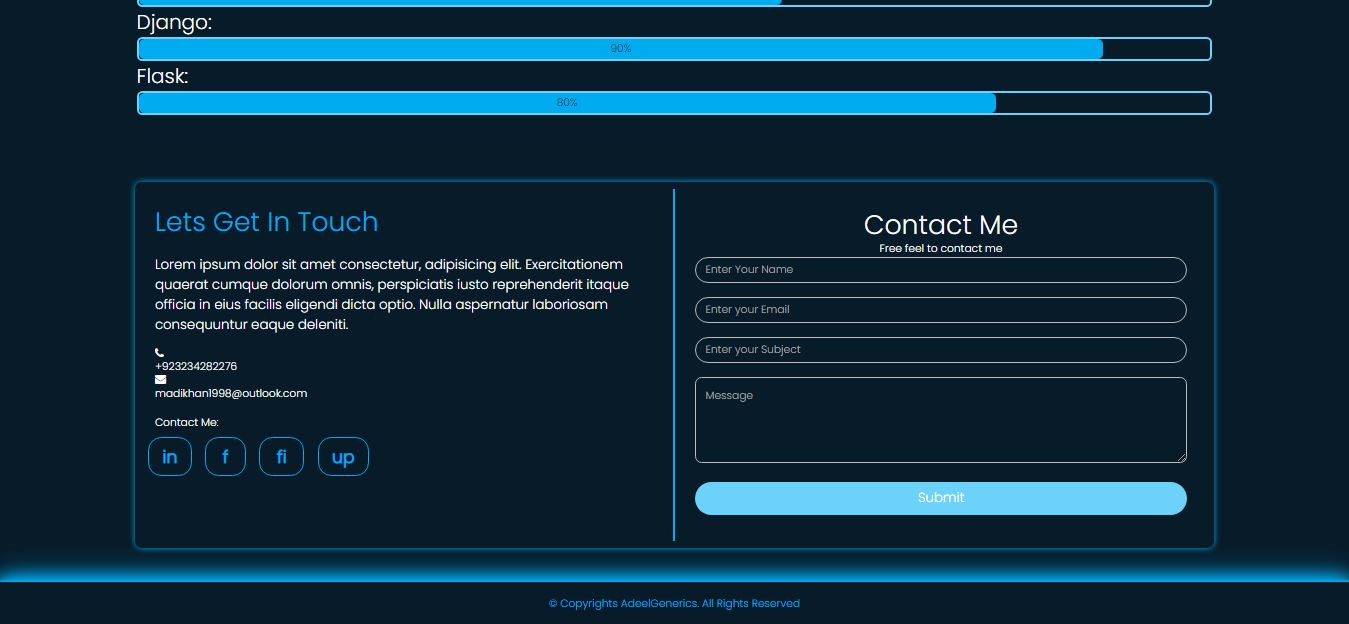 Django:
90%
Flask:
80%
Lets Get In Touch
Lorem ipsum dolor sit amet consectetur, adipisicing elit. Exercitationem
quaerat cumque dolorum omnis, perspiciatis iusto reprehenderit itaque
officia in eius facilis eligendi dicta optio. Nulla aspernatur laboriosam
consequuntur eaque deleniti.
+923234282276
madikhan1998@outlook.com
Contact Me:
in f fi up
Contact Me
Free feel to contact me
Enter Your Name
Enter your Email
Enter your Subject
Message
Submit
© Copyrights AdeelGenerics. All Rights Reserved